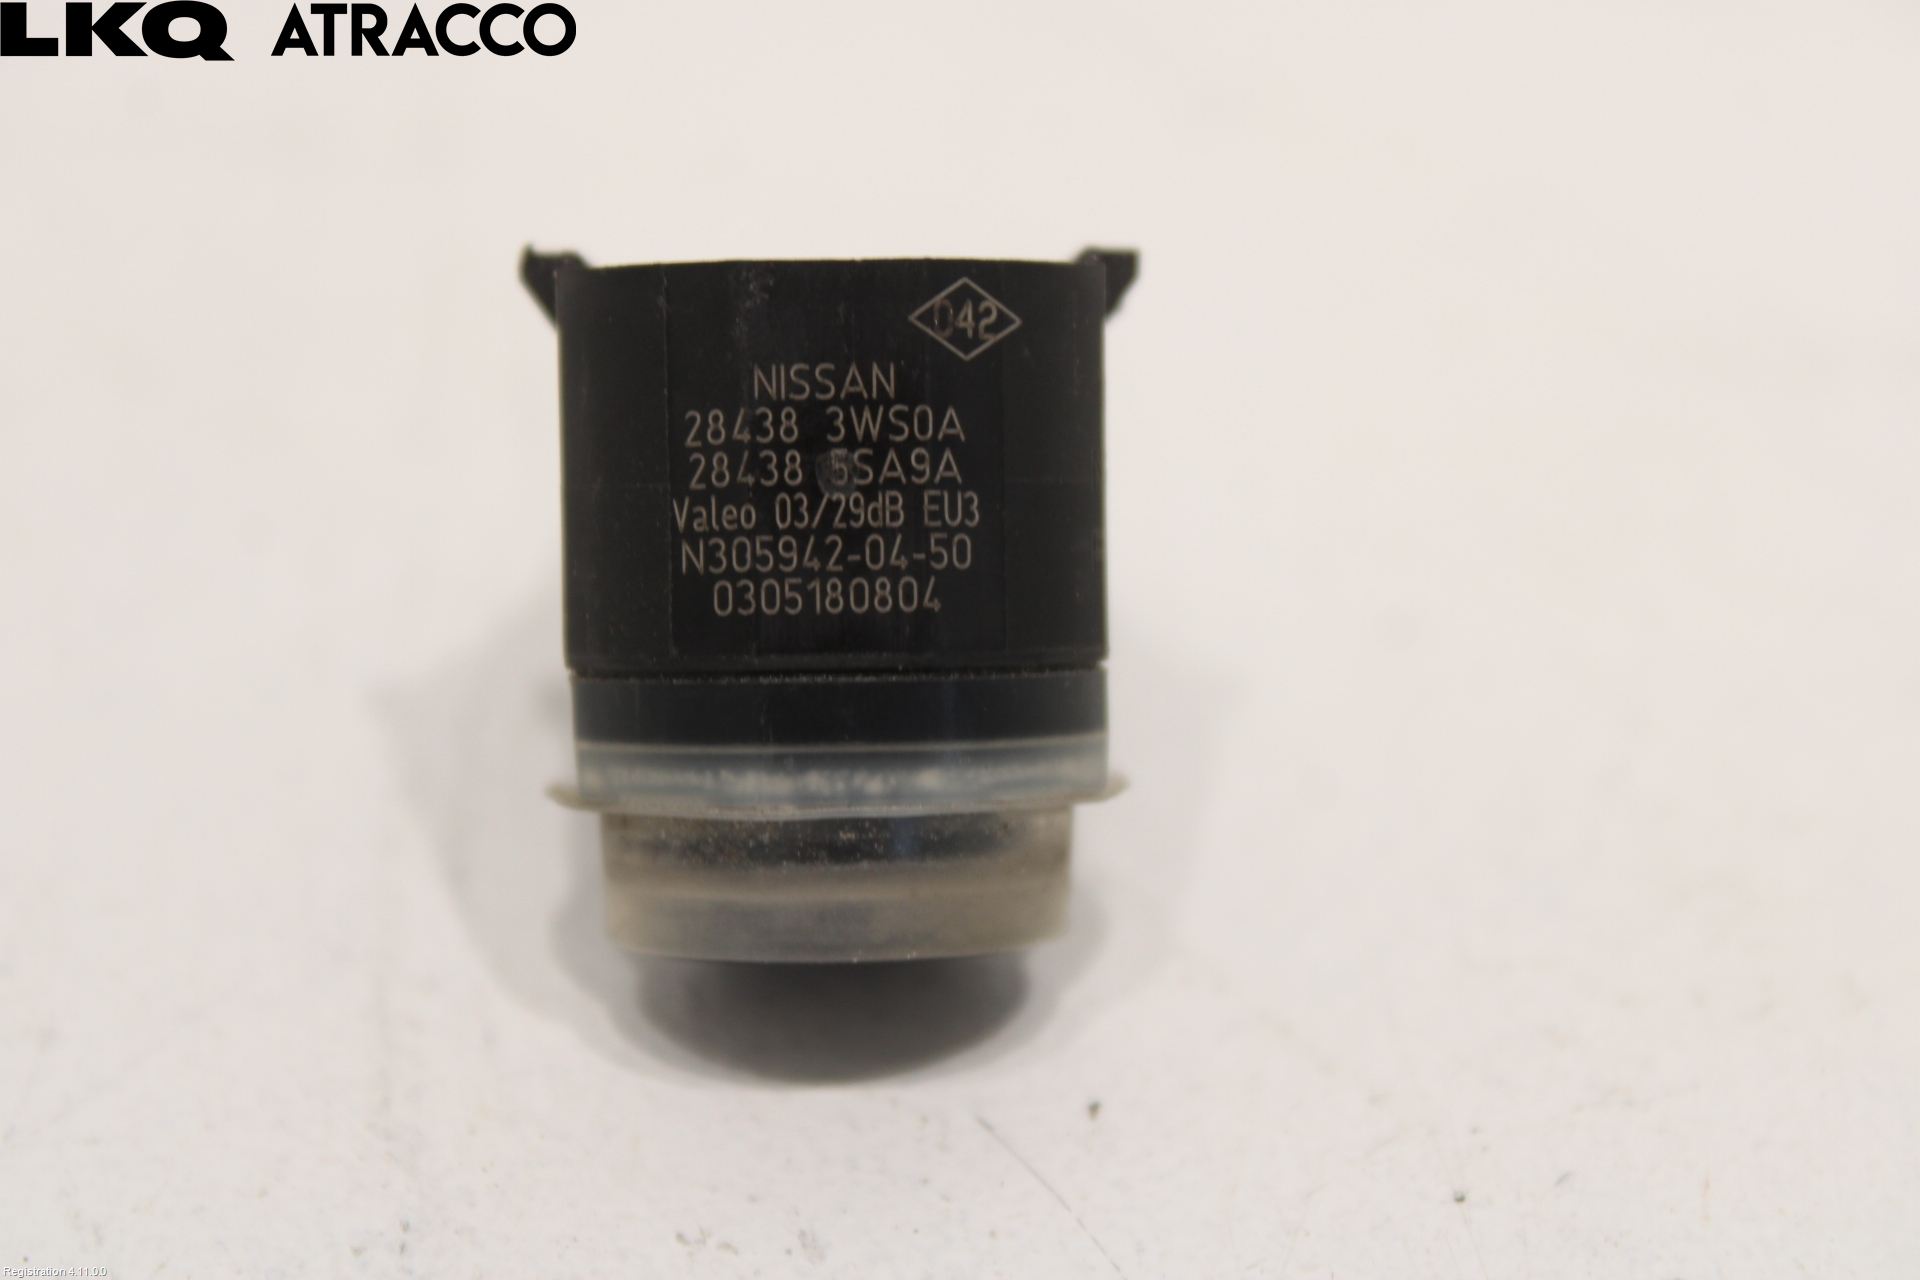 LKQ ATRACCO
042
NISSAN
28438 3WS0A
28438 5SA9A
Valeo 03/29dB EU3
N305942-04-50
0305180804
Registration 4.11.0.0